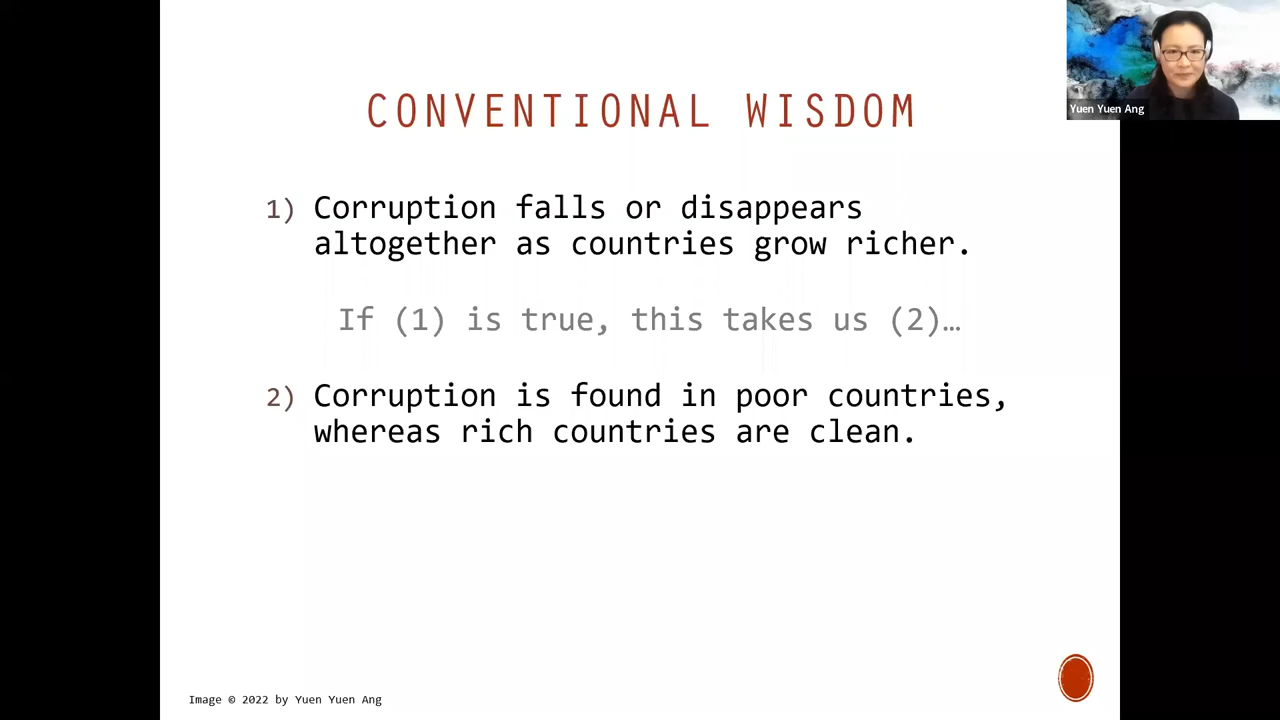 CONVENTIONAL WISDOM
Yuen Yuen Ang
1) Corruption falls or disappears
altogether as countries grow richer.
If (1) is true, this takes us (2)…
2) Corruption is found in poor countries,
whereas rich countries are clean.
Image © 2022 by Yuen Yuen Ang